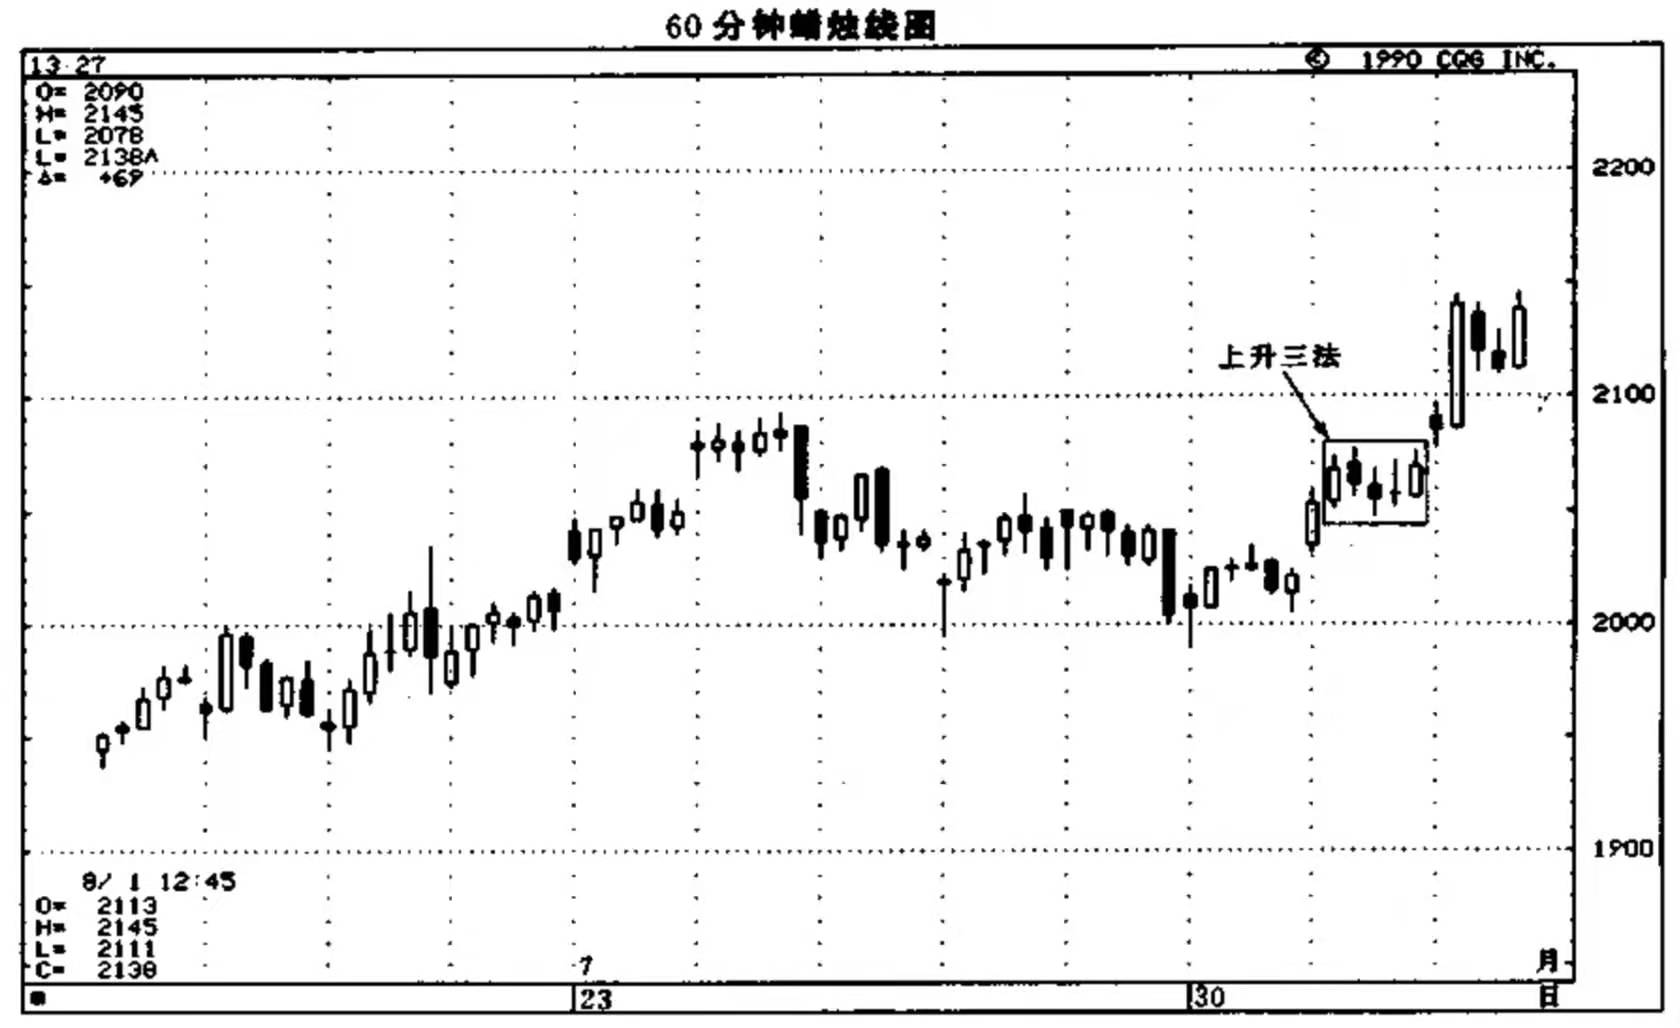 60分钟蜡烛线图
13:27
© 1990 CQG INC.
O= 2090
H= 2145
L= 2078
L= 2138A
Δ= +69
2200
上升三法
2100
2000
1900
8/ 1 12:45
O= 2113
H= 2145
L= 2111
C= 2138
7
月
23
30
日